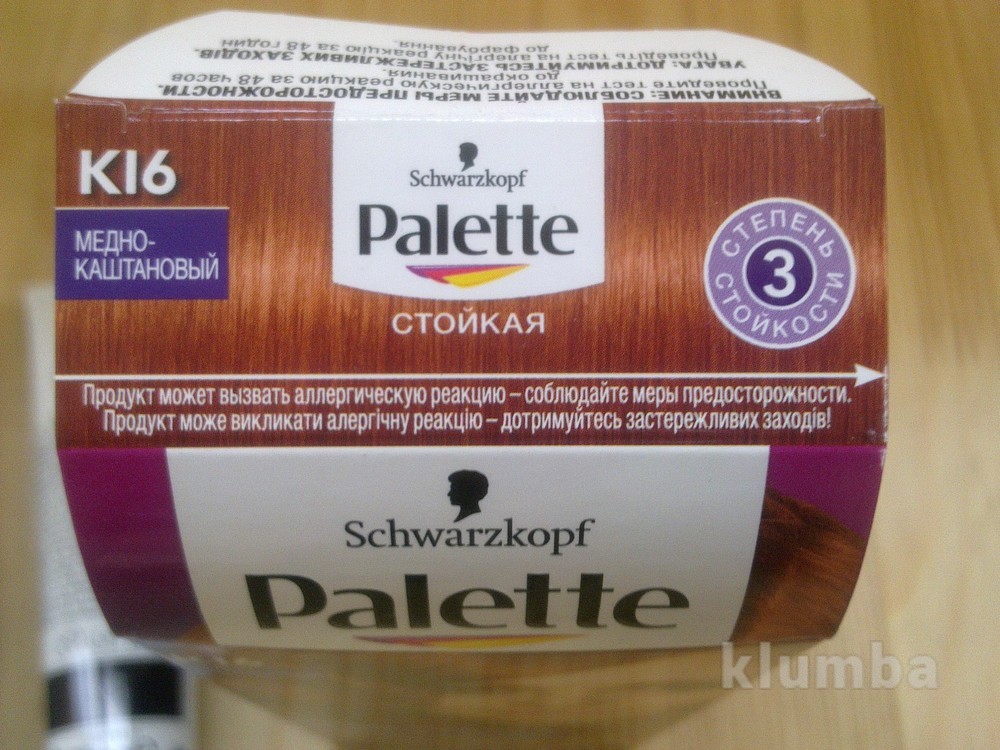 ВНИМАНИЕ: СОБЛЮДАЙТЕ МЕРЫ ПРЕДОСТОРОЖНОСТИ.
Проведите тест на аллергическую реакцию за 48 часов
до окрашивания.
УВАГА: ДОТРИМУЙТЕСЬ ЗАСТЕРЕЖЛИВИХ ЗАХОДІВ.
Проведіть тест на алергічну реакцію за 48 годин
до фарбування.
KI6
МЕДНО-
КАШТАНОВЫЙ
Schwarzkopf
Palette
СТОЙКАЯ
СТЕПЕНЬ
3
СТОЙКОСТИ
Продукт может вызвать аллергическую реакцию – соблюдайте меры предосторожности.
Продукт може викликати алергічну реакцію – дотримуйтесь застережливих заходів!
Schwarzkopf
Palette
klumba